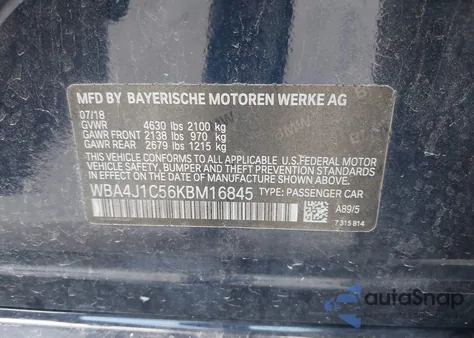 MFD BY BAYERISCHE MOTOREN WERKE AG
07/18
GVWR 4630 lbs 2100 kg
GAWR FRONT 2138 lbs 970 kg
GAWR REAR 2679 lbs 1215 kg
THIS VEHICLE CONFORMS TO ALL APPLICABLE U.S. FEDERAL MOTOR
VEHICLE SAFETY, BUMPER AND THEFT PREVENTION STANDARDS
IN EFFECT ON THE DATE OF MANUFACTURE SHOWN ABOVE.
WBA4J1C56KBM16845 TYPE: PASSENGER CAR
A89/5
7 315 814
autoSnap